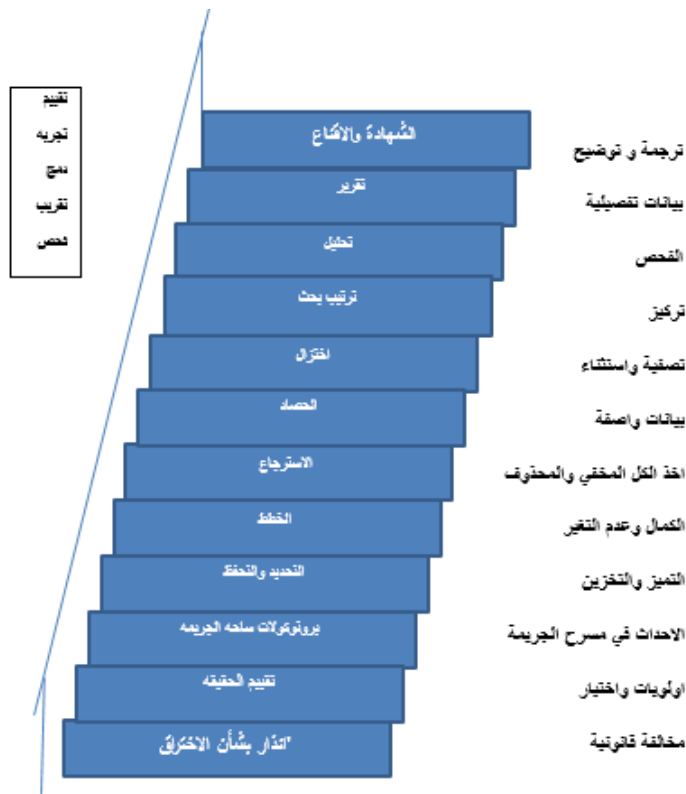 تقييم
تجربه
دمج
تقريب
فحص
الشهادة والاقناع
ترجمة و توضيح
تقرير
بيانات تفصيلية
تحليل
الفحص
ترتيب بحث
تركيز
اختزال
تصفية واستثناء
الحصاد
بيانات واصفة
الاسترجاع
اخذ الكل المخفي والمحذوف
الخطط
الكمال وعدم التغير
التحديد والتحفظ
التميز والتخزين
بروتوكولات ساحه الجريمه
الاحداث في مسرح الجريمة
تقييم الحقيقه
اولويات واختيار
"انذار بشأن الاختراق
مخالفة قانونية